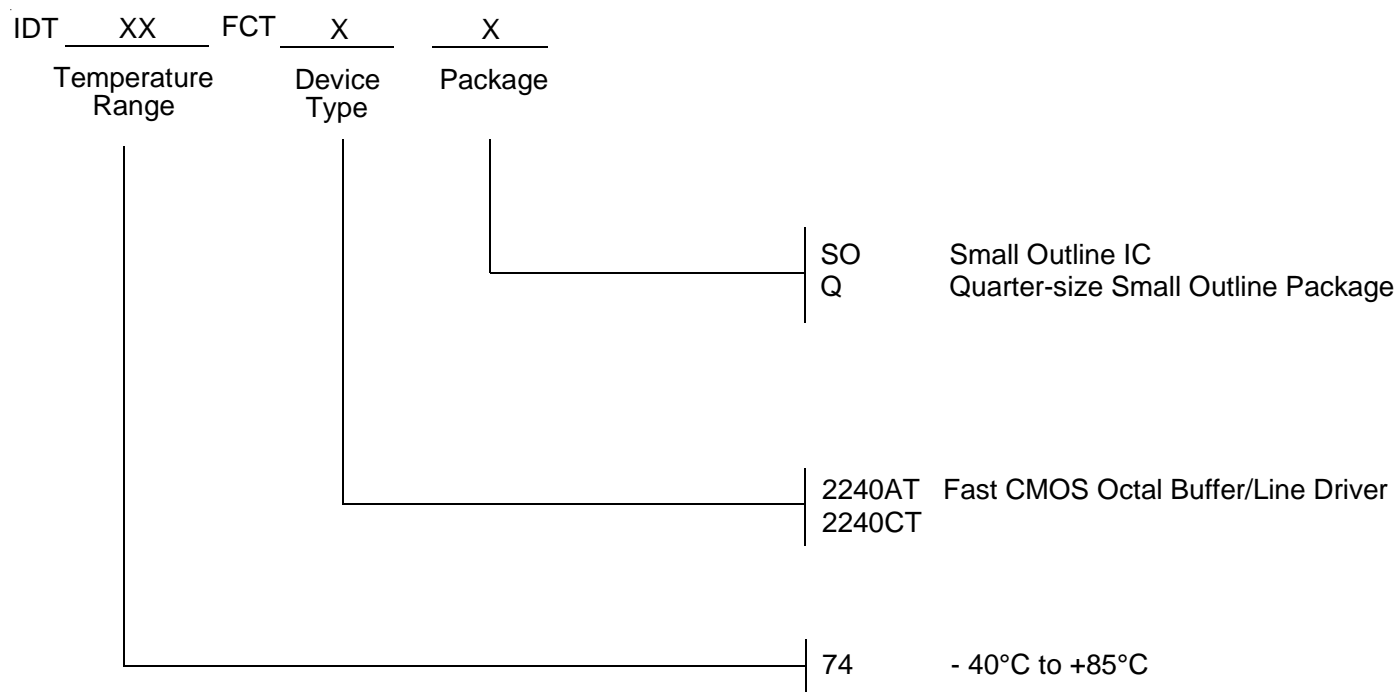 IDT XX FCT X X
Temperature Range
Device Type
Package
SO Small Outline IC
Q Quarter-size Small Outline Package
2240AT Fast CMOS Octal Buffer/Line Driver
2240CT
74 - 40°C to +85°C